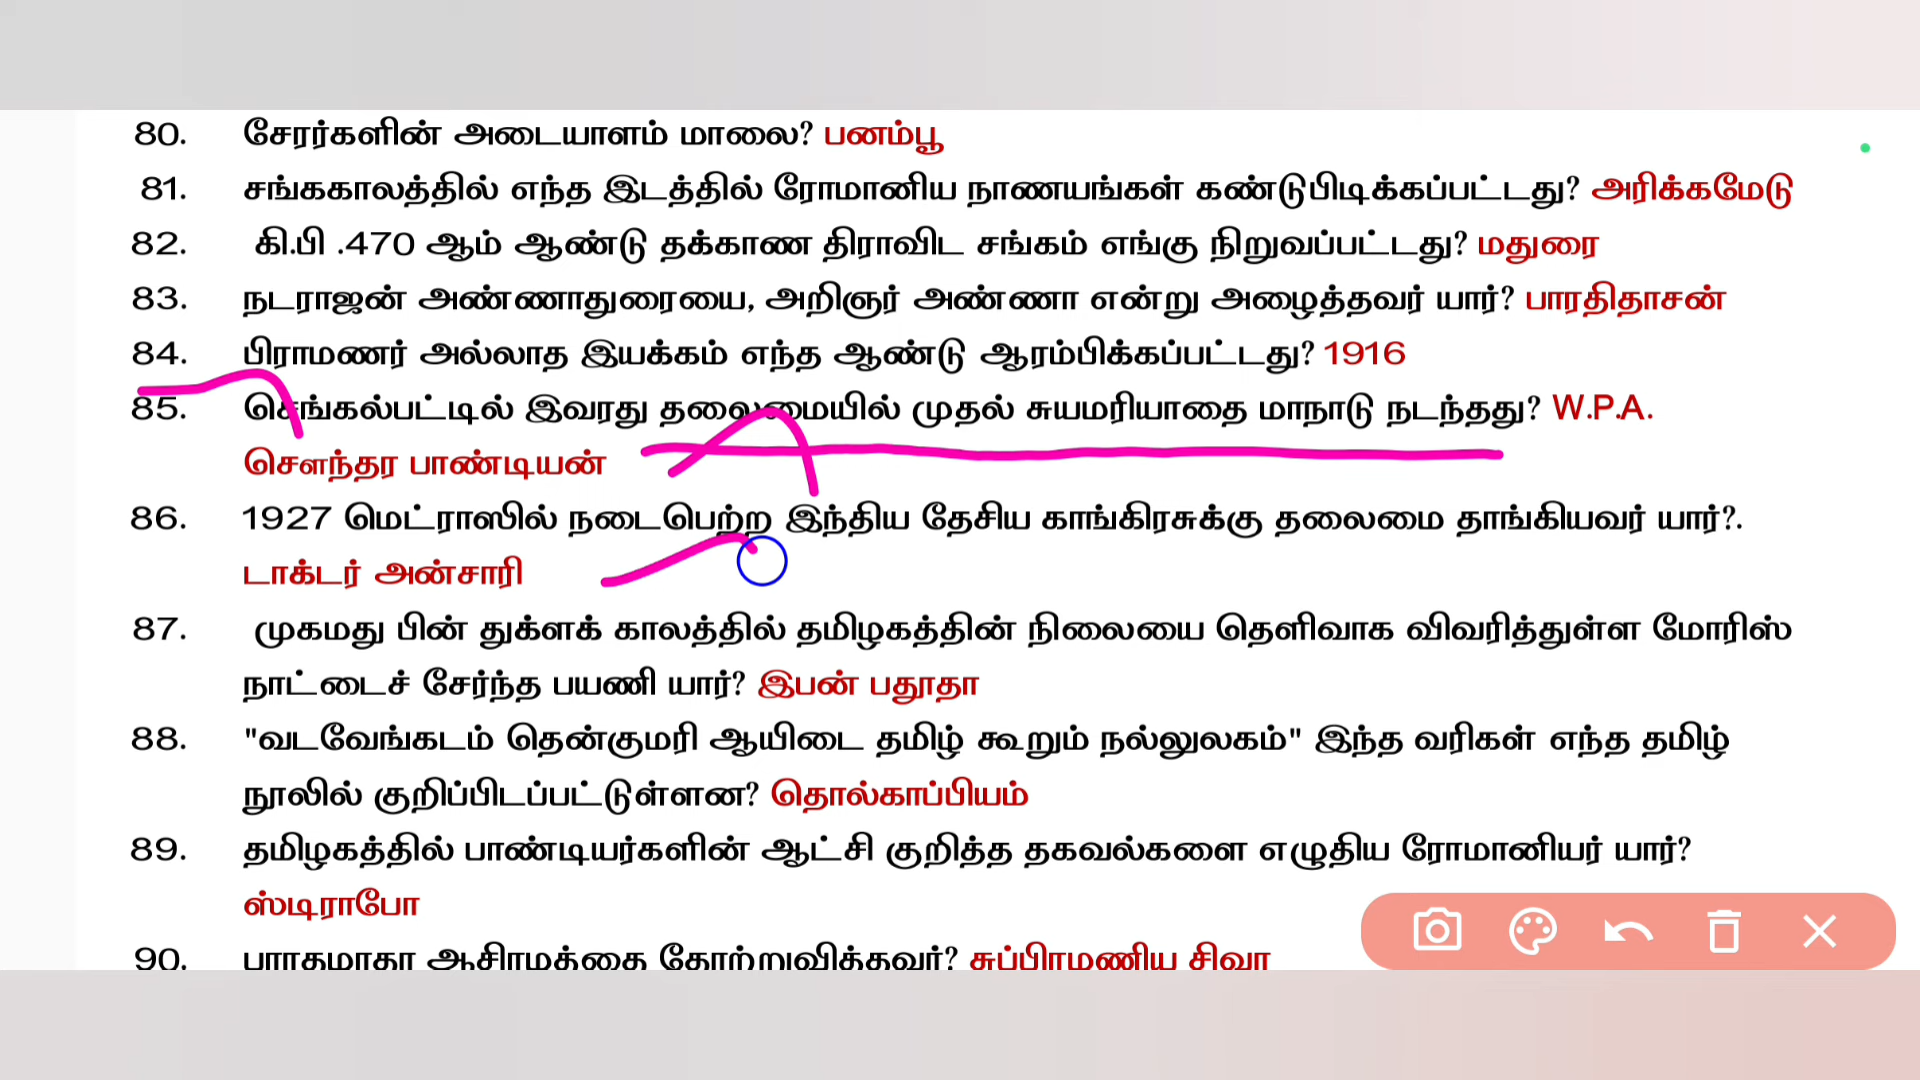 80. சேரர்களின் அடையாளம் மாலை? பனம்பூ
81. சங்ககாலத்தில் எந்த இடத்தில் ரோமானிய நாணயங்கள் கண்டுபிடிக்கப்பட்டது? அரிக்கமேடு
82. கி.பி .470 ஆம் ஆண்டு தக்காண திராவிட சங்கம் எங்கு நிறுவப்பட்டது? மதுரை
83. நடராஜன் அண்ணாதுரையை, அறிஞர் அண்ணா என்று அழைத்தவர் யார்? பாரதிதாசன்
84. பிராமணர் அல்லாத இயக்கம் எந்த ஆண்டு ஆரம்பிக்கப்பட்டது? 1916
85. செங்கல்பட்டில் இவரது தலைமையில் முதல் சுயமரியாதை மாநாடு நடந்தது? W.P.A.
சௌந்தர பாண்டியன்
86. 1927 மெட்ராஸில் நடைபெற்ற இந்திய தேசிய காங்கிரசுக்கு தலைமை தாங்கியவர் யார்?.
டாக்டர் அன்சாரி
87. முகமது பின் துக்ளக் காலத்தில் தமிழகத்தின் நிலையை தெளிவாக விவரித்துள்ள மோரிஸ்
நாட்டைச் சேர்ந்த பயணி யார்? இபன் பதூதா
88. "வடவேங்கடம் தென்குமரி ஆயிடை தமிழ் கூறும் நல்லுலகம்" இந்த வரிகள் எந்த தமிழ்
நூலில் குறிப்பிடப்பட்டுள்ளன? தொல்காப்பியம்
89. தமிழகத்தில் பாண்டியர்களின் ஆட்சி குறித்த தகவல்களை எழுதிய ரோமானியர் யார்?
ஸ்டிராபோ
90. பாரதமாதா ஆசிரமத்தை தோற்றுவித்தவர்? சுப்பிரமணிய சிவா